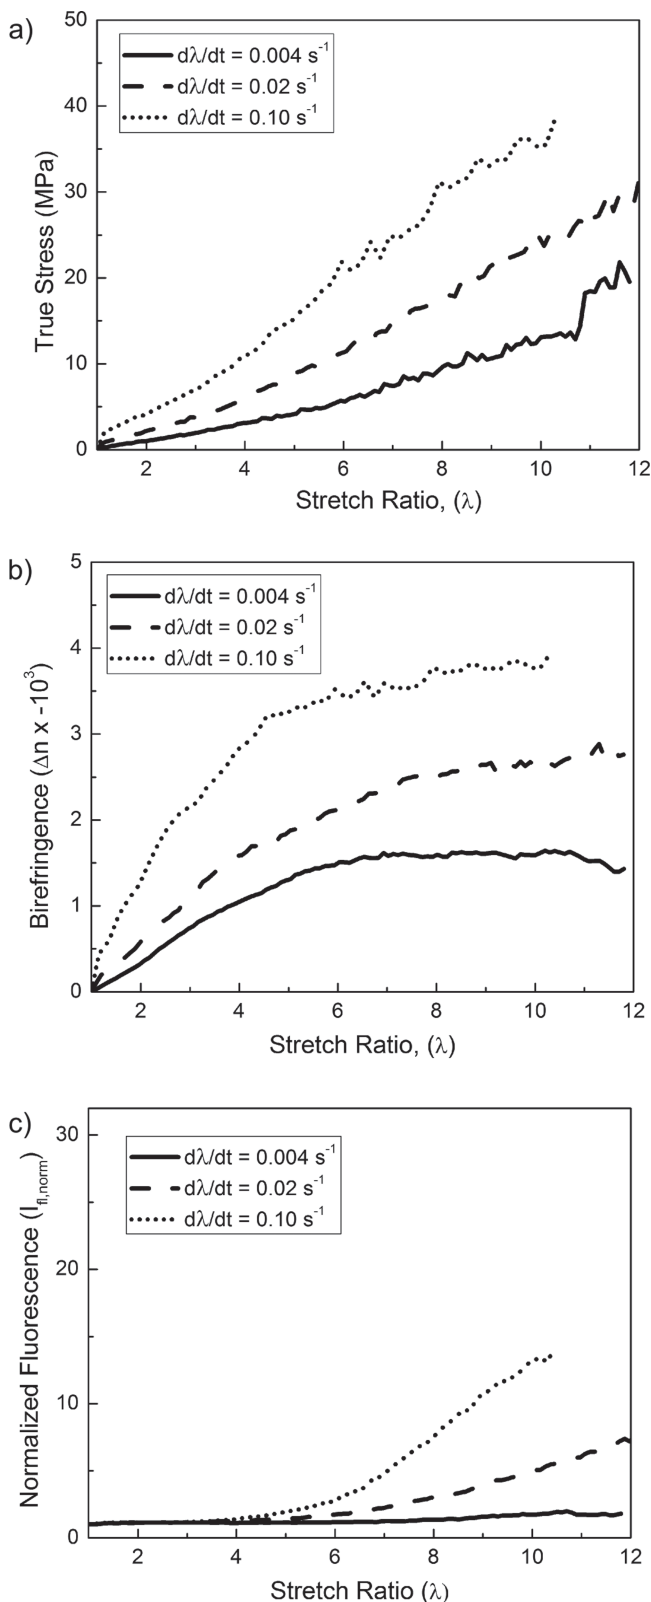 a)
dλ/dt = 0.004 s⁻¹
dλ/dt = 0.02 s⁻¹
dλ/dt = 0.10 s⁻¹
50
40
30
20
10
0
True Stress (MPa)
2 4 6 8 10 12
Stretch Ratio, (λ)
b)
dλ/dt = 0.004 s⁻¹
dλ/dt = 0.02 s⁻¹
dλ/dt = 0.10 s⁻¹
5
4
3
2
1
0
Birefringence (Δn x -10³)
2 4 6 8 10 12
Stretch Ratio, (λ)
c)
dλ/dt = 0.004 s⁻¹
dλ/dt = 0.02 s⁻¹
dλ/dt = 0.10 s⁻¹
30
20
10
0
Normalized Fluorescence (I_fl,norm)
2 4 6 8 10 12
Stretch Ratio (λ)